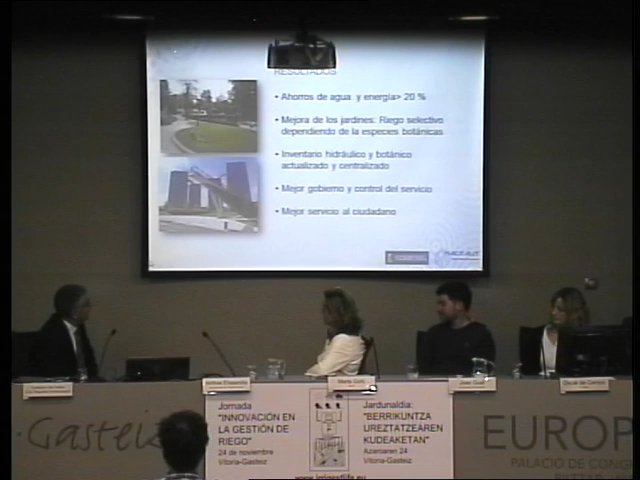 RESULTADOS
• Ahorros de agua y energía> 20 %
• Mejora de los jardines: Riego selectivo
dependiendo de la especies botánicas
• Inventario hidráulico y botánico
actualizado y centralizado
• Mejor gobierno y control del servicio
• Mejor servicio al ciudadano
Jornada
"INNOVACIÓN EN
LA GESTIÓN DE
RIEGO"
24 de noviembre
Vitoria-Gasteiz
Jardunaldia:
"BERRIKUNTZA
UREZTATZEAREN
KUDEAKETAN"
Azaroaren 24
Vitoria-Gasteiz
Gasteiz
EUROP
PALACIO DE CONG